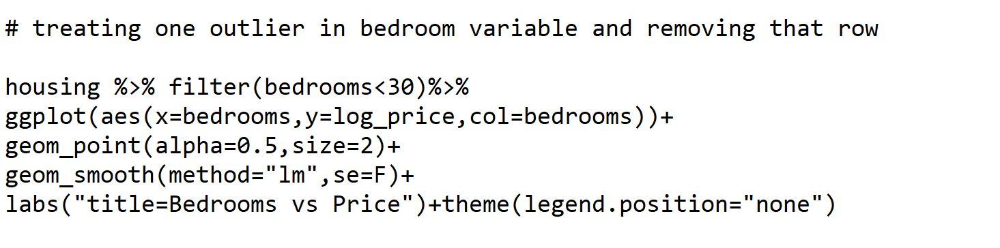 # treating one outlier in bedroom variable and removing that row
housing %>% filter(bedrooms<30)%>%
ggplot(aes(x=bedrooms,y=log_price,col=bedrooms))+
geom_point(alpha=0.5,size=2)+
geom_smooth(method="lm",se=F)+
labs("title=Bedrooms vs Price")+theme(legend.position="none")